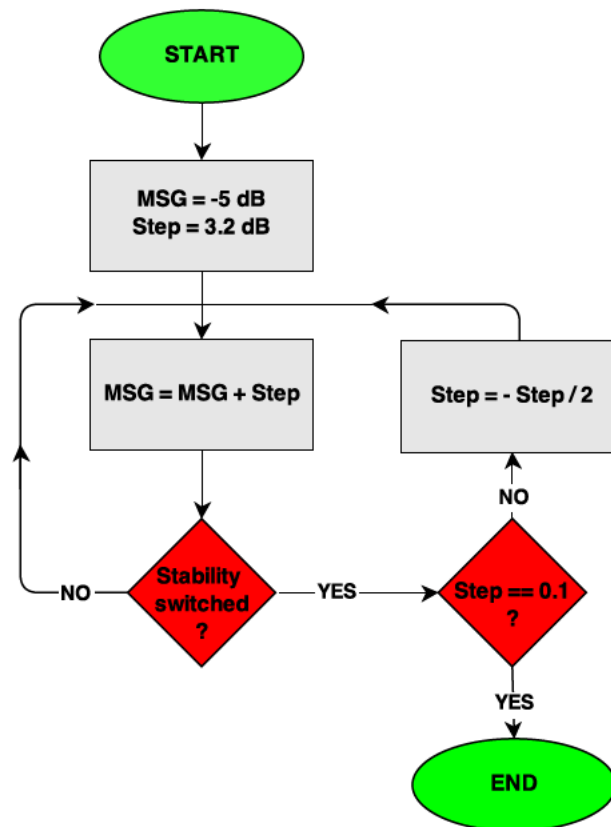 START
MSG = -5 dB
Step = 3.2 dB
MSG = MSG + Step
Step = - Step / 2
NO
Stability
switched
?
NO
YES
Step == 0.1
?
YES
END